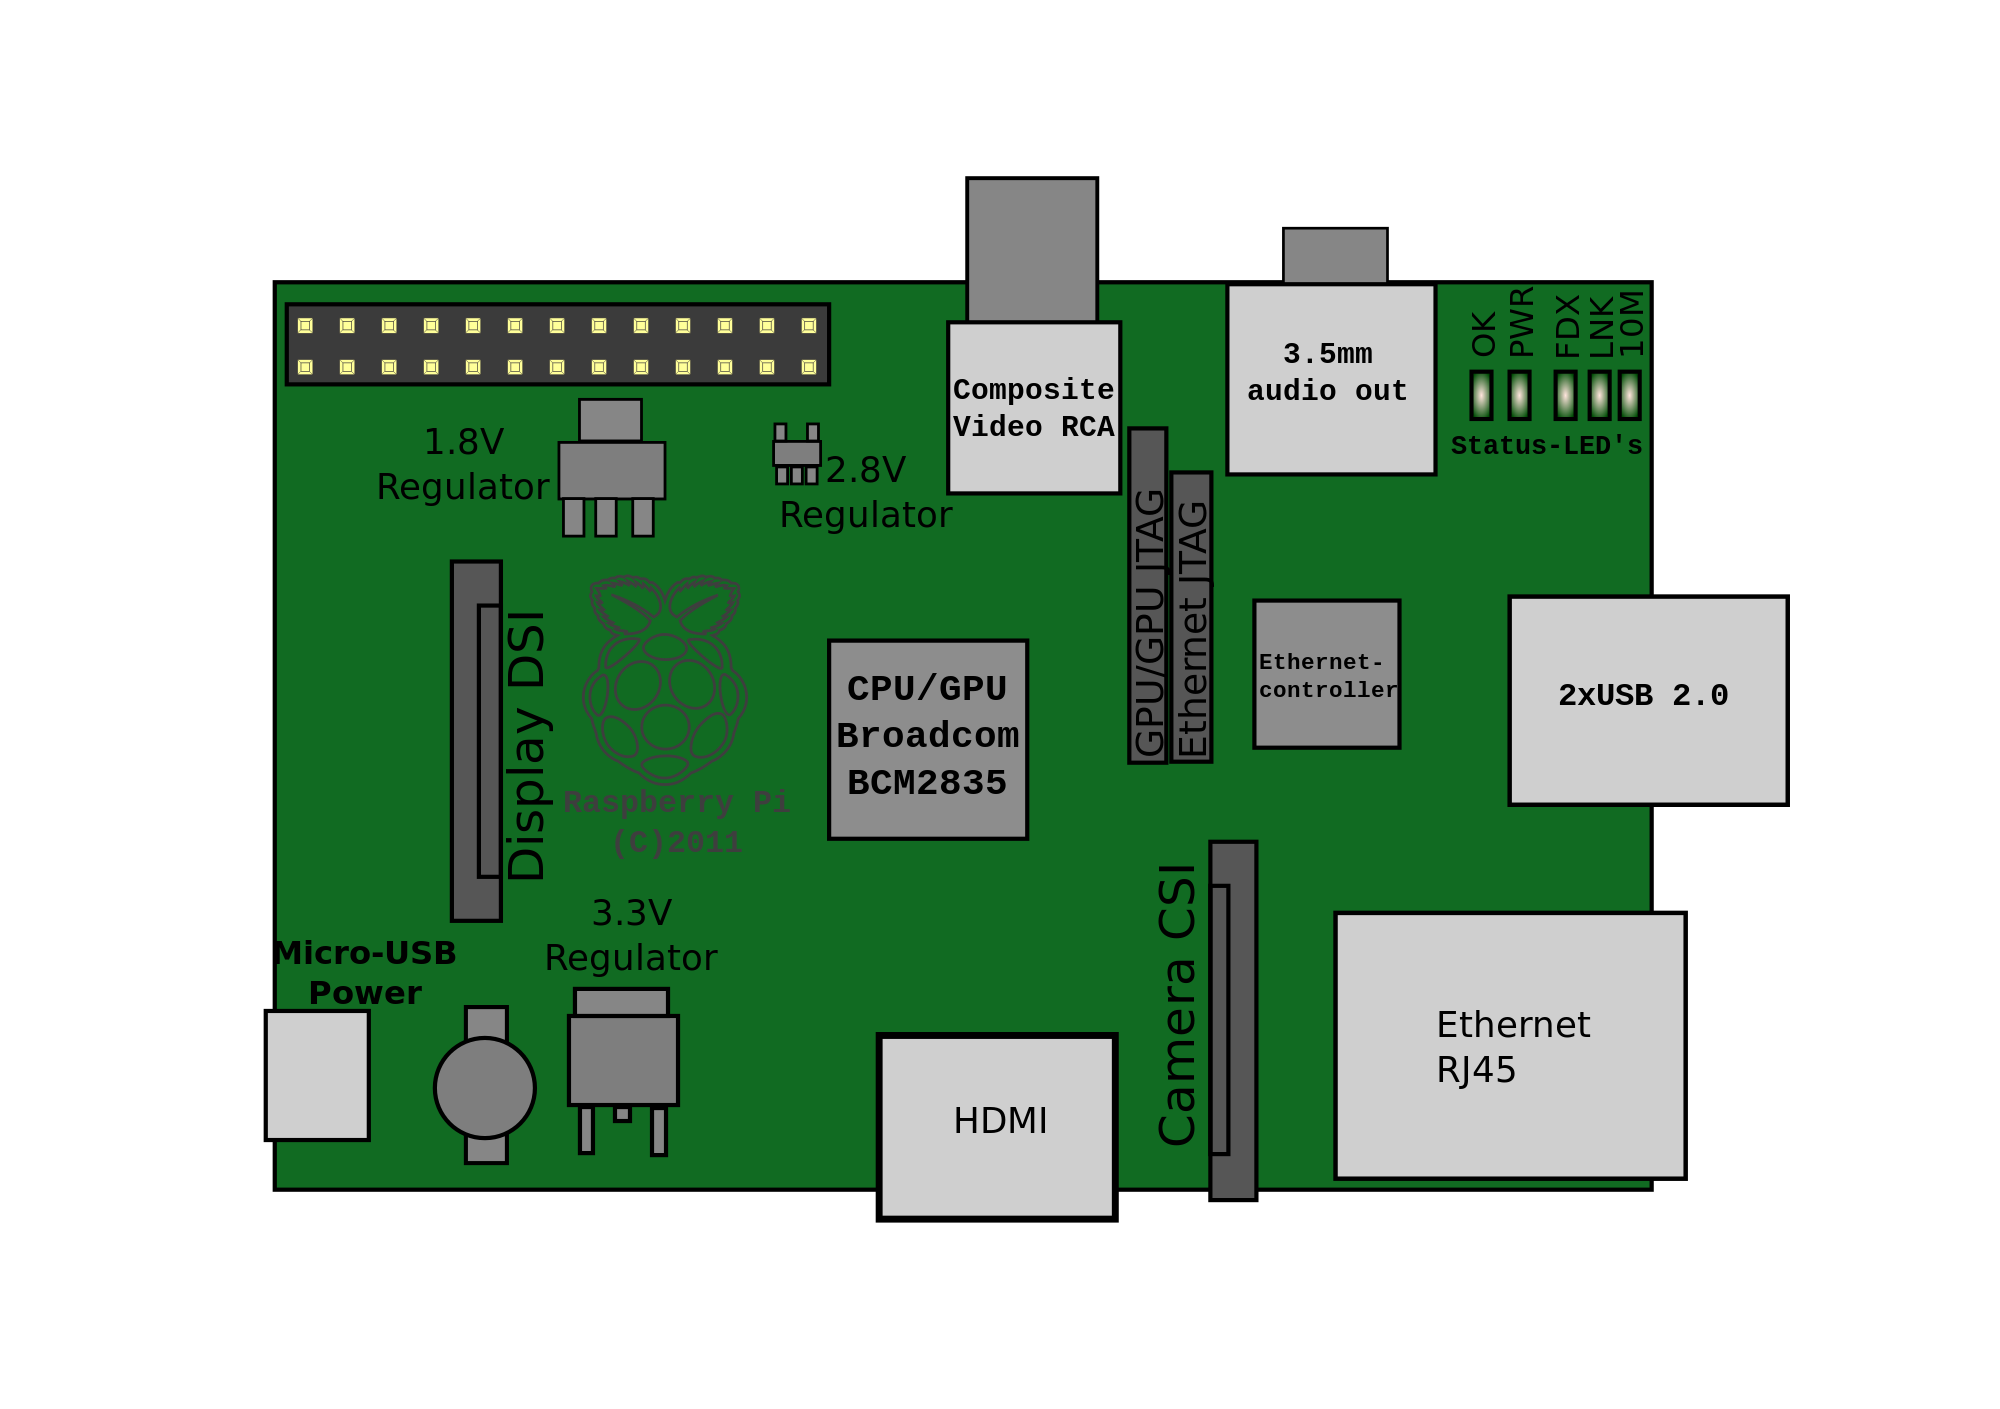 OK
PWR
FDX
LNK
10M
3.5mm
audio out
Composite
Video RCA
Status-LED's
1.8V
Regulator
2.8V
Regulator
GPU/GPU JTAG
Ethernet JTAG
Display DSI
CPU/GPU
Broadcom
BCM2835
Ethernet-
controller
2xUSB 2.0
Raspberry Pi
(C)2011
3.3V
Regulator
Micro-USB
Power
Camera CSI
Ethernet
RJ45
HDMI